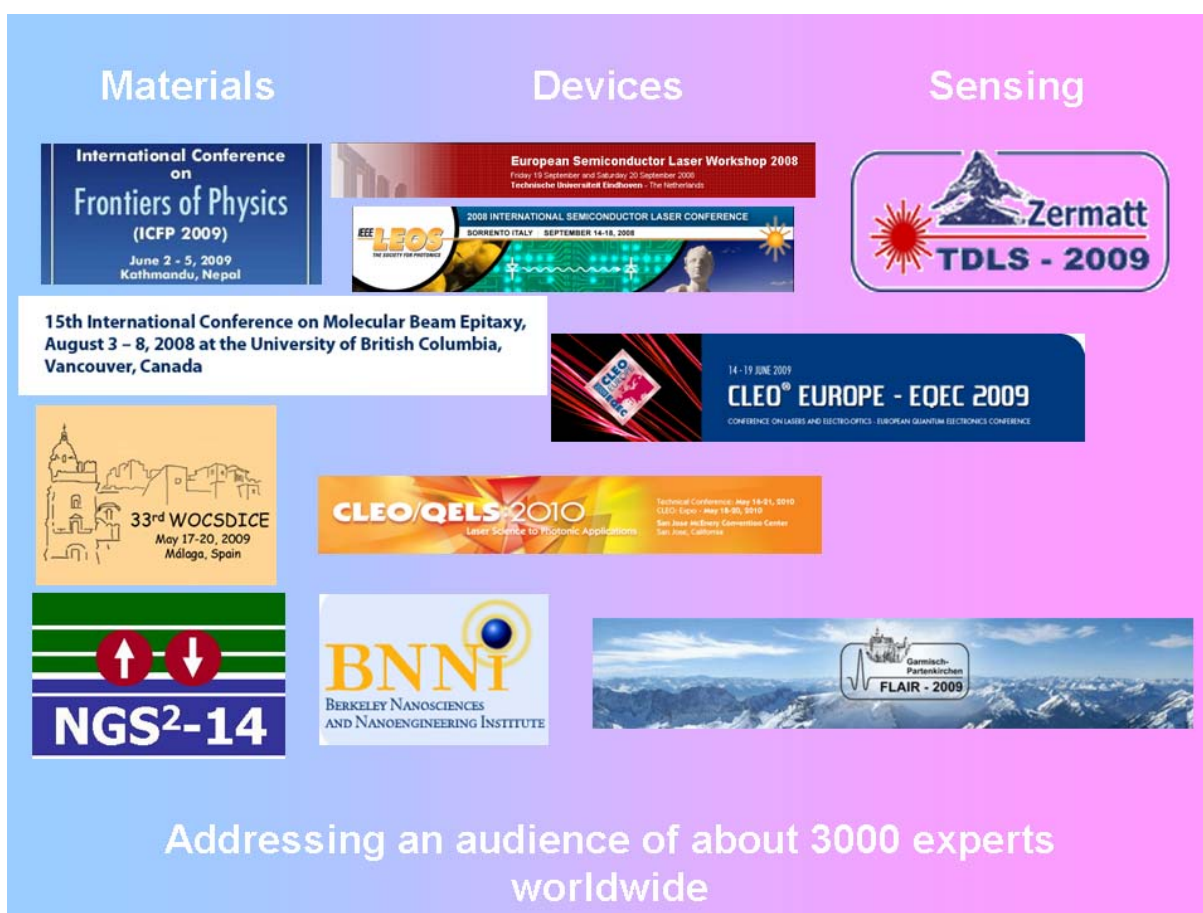 Materials
Devices
Sensing
International Conference
on
Frontiers of Physics
(ICFP 2009)
June 2 - 5, 2009
Kathmandu, Nepal
European Semiconductor Laser Workshop 2008
Friday 19 September and Saturday 20 September 2008
Technische Universiteit Eindhoven - The Netherlands
IEEE LEOS
THE SOCIETY FOR PHOTONICS
2008 INTERNATIONAL SEMICONDUCTOR LASER CONFERENCE
SORRENTO ITALY | SEPTEMBER 14-18, 2008
Zermatt
TDLS - 2009
15th International Conference on Molecular Beam Epitaxy,
August 3 – 8, 2008 at the University of British Columbia,
Vancouver, Canada
CLEO EUROPE
EQEC
14 - 19 JUNE 2009
CLEO® EUROPE - EQEC 2009
CONFERENCE ON LASERS AND ELECTRO-OPTICS - EUROPEAN QUANTUM ELECTRONICS CONFERENCE
33rd WOCSDICE
May 17-20, 2009
Málaga, Spain
CLEO/QELS:2010
Laser Science to Photonic Applications
Technical Conference: May 16-21, 2010
CLEO: Expo - May 18-20, 2010
San Jose McEnery Convention Center
San Jose, California
NGS²-14
BNNI
BERKELEY NANOSCIENCES
AND NANOENGINEERING INSTITUTE
Garmisch-
Partenkirchen
FLAIR - 2009
Addressing an audience of about 3000 experts
worldwide